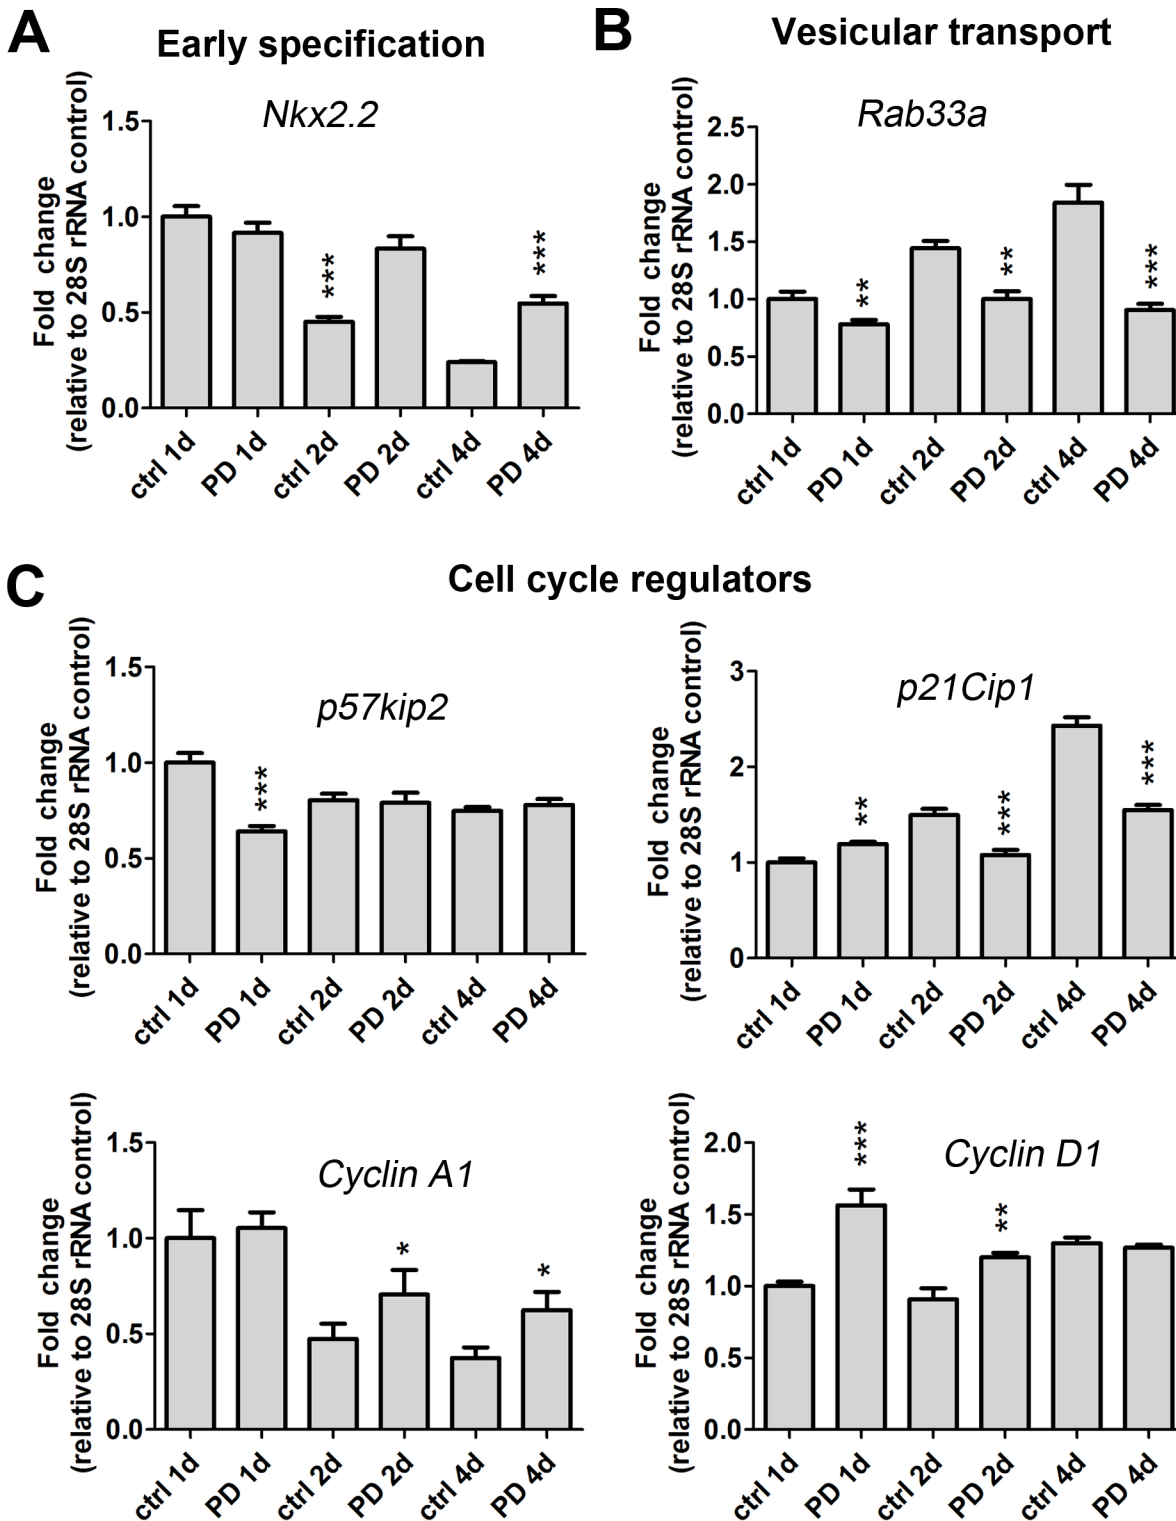 A
Early specification
Nkx2.2
Fold change
(relative to 28S rRNA control)
1.5
1.0
0.5
0.0
***
***
ctrl 1d
PD 1d
ctrl 2d
PD 2d
ctrl 4d
PD 4d
B
Vesicular transport
Rab33a
Fold change
(relative to 28S rRNA control)
2.5
2.0
1.5
1.0
0.5
0.0
**
**
***
ctrl 1d
PD 1d
ctrl 2d
PD 2d
ctrl 4d
PD 4d
C
Cell cycle regulators
p57kip2
Fold change
(relative to 28S rRNA control)
1.5
1.0
0.5
0.0
***
ctrl 1d
PD 1d
ctrl 2d
PD 2d
ctrl 4d
PD 4d
p21Cip1
Fold change
(relative to 28S rRNA control)
3
2
1
0
**
***
***
ctrl 1d
PD 1d
ctrl 2d
PD 2d
ctrl 4d
PD 4d
Cyclin A1
Fold change
(relative to 28S rRNA control)
1.5
1.0
0.5
0.0
*
*
ctrl 1d
PD 1d
ctrl 2d
PD 2d
ctrl 4d
PD 4d
Cyclin D1
Fold change
(relative to 28S rRNA control)
2.0
1.5
1.0
0.5
0.0
***
**
ctrl 1d
PD 1d
ctrl 2d
PD 2d
ctrl 4d
PD 4d